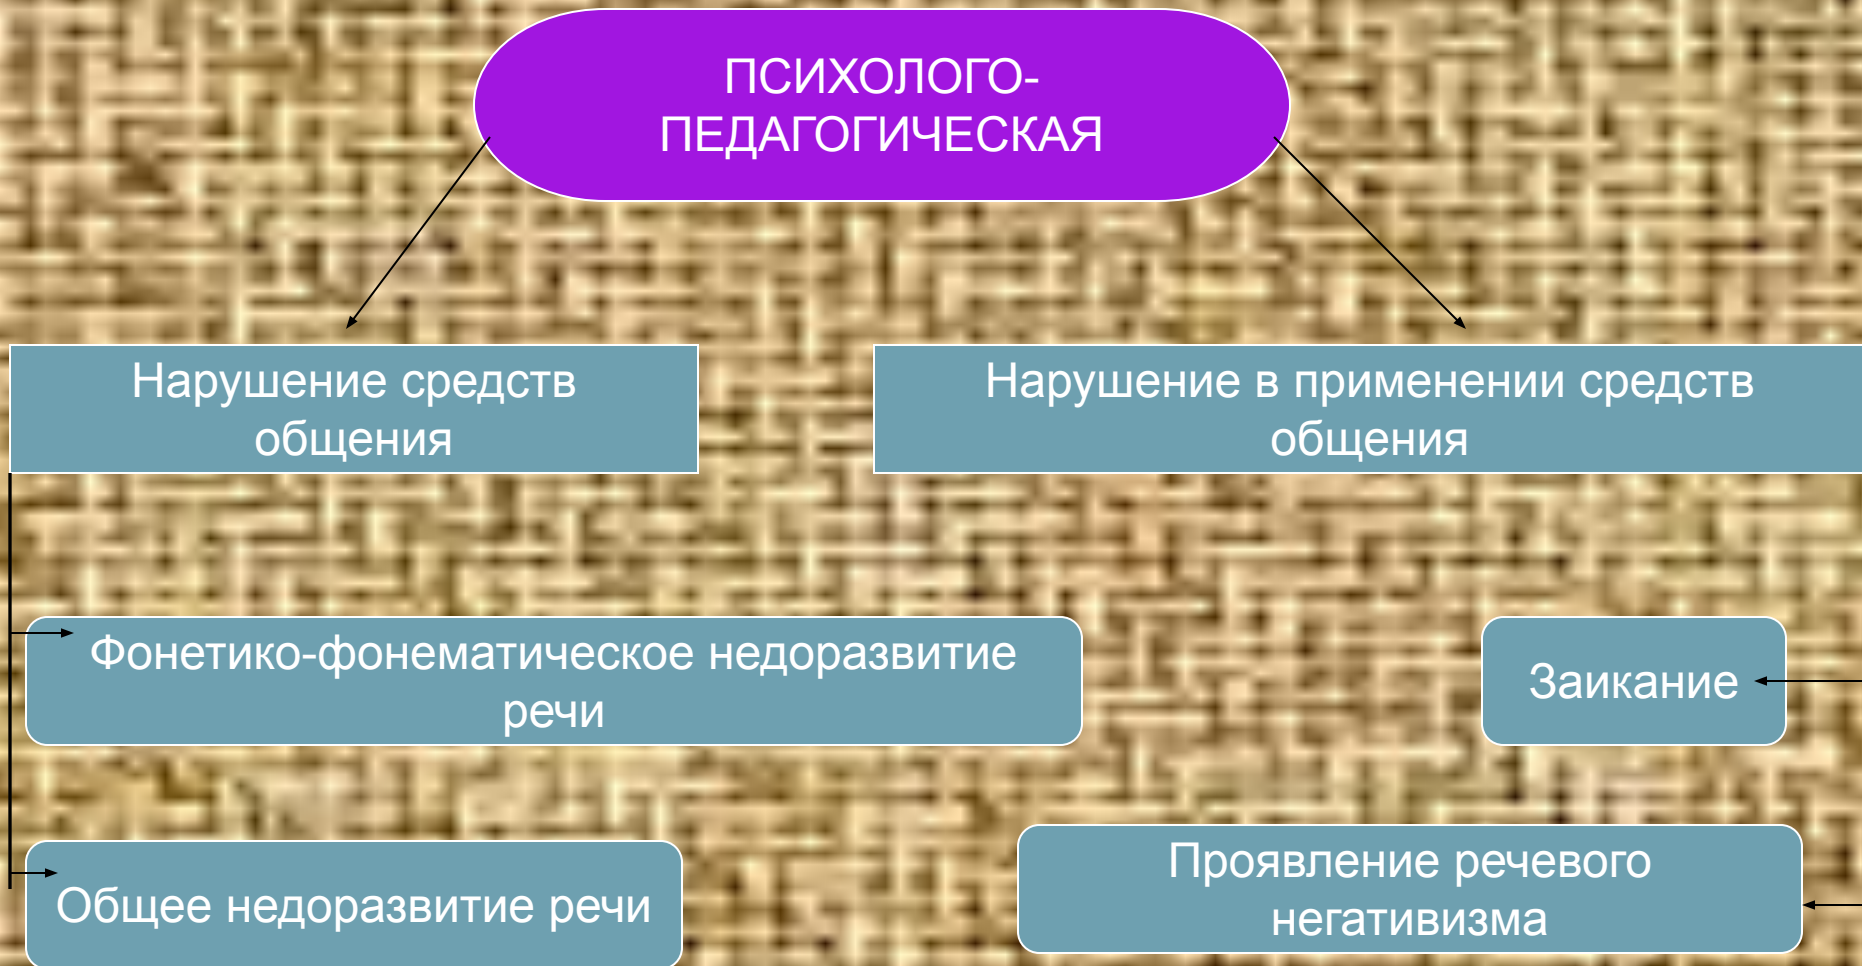 ПСИХОЛОГО-
ПЕДАГОГИЧЕСКАЯ
Нарушение средств
общения
Нарушение в применении средств
общения
Фонетико-фонематическое недоразвитие
речи
Заикание
Общее недоразвитие речи
Проявление речевого
негативизма